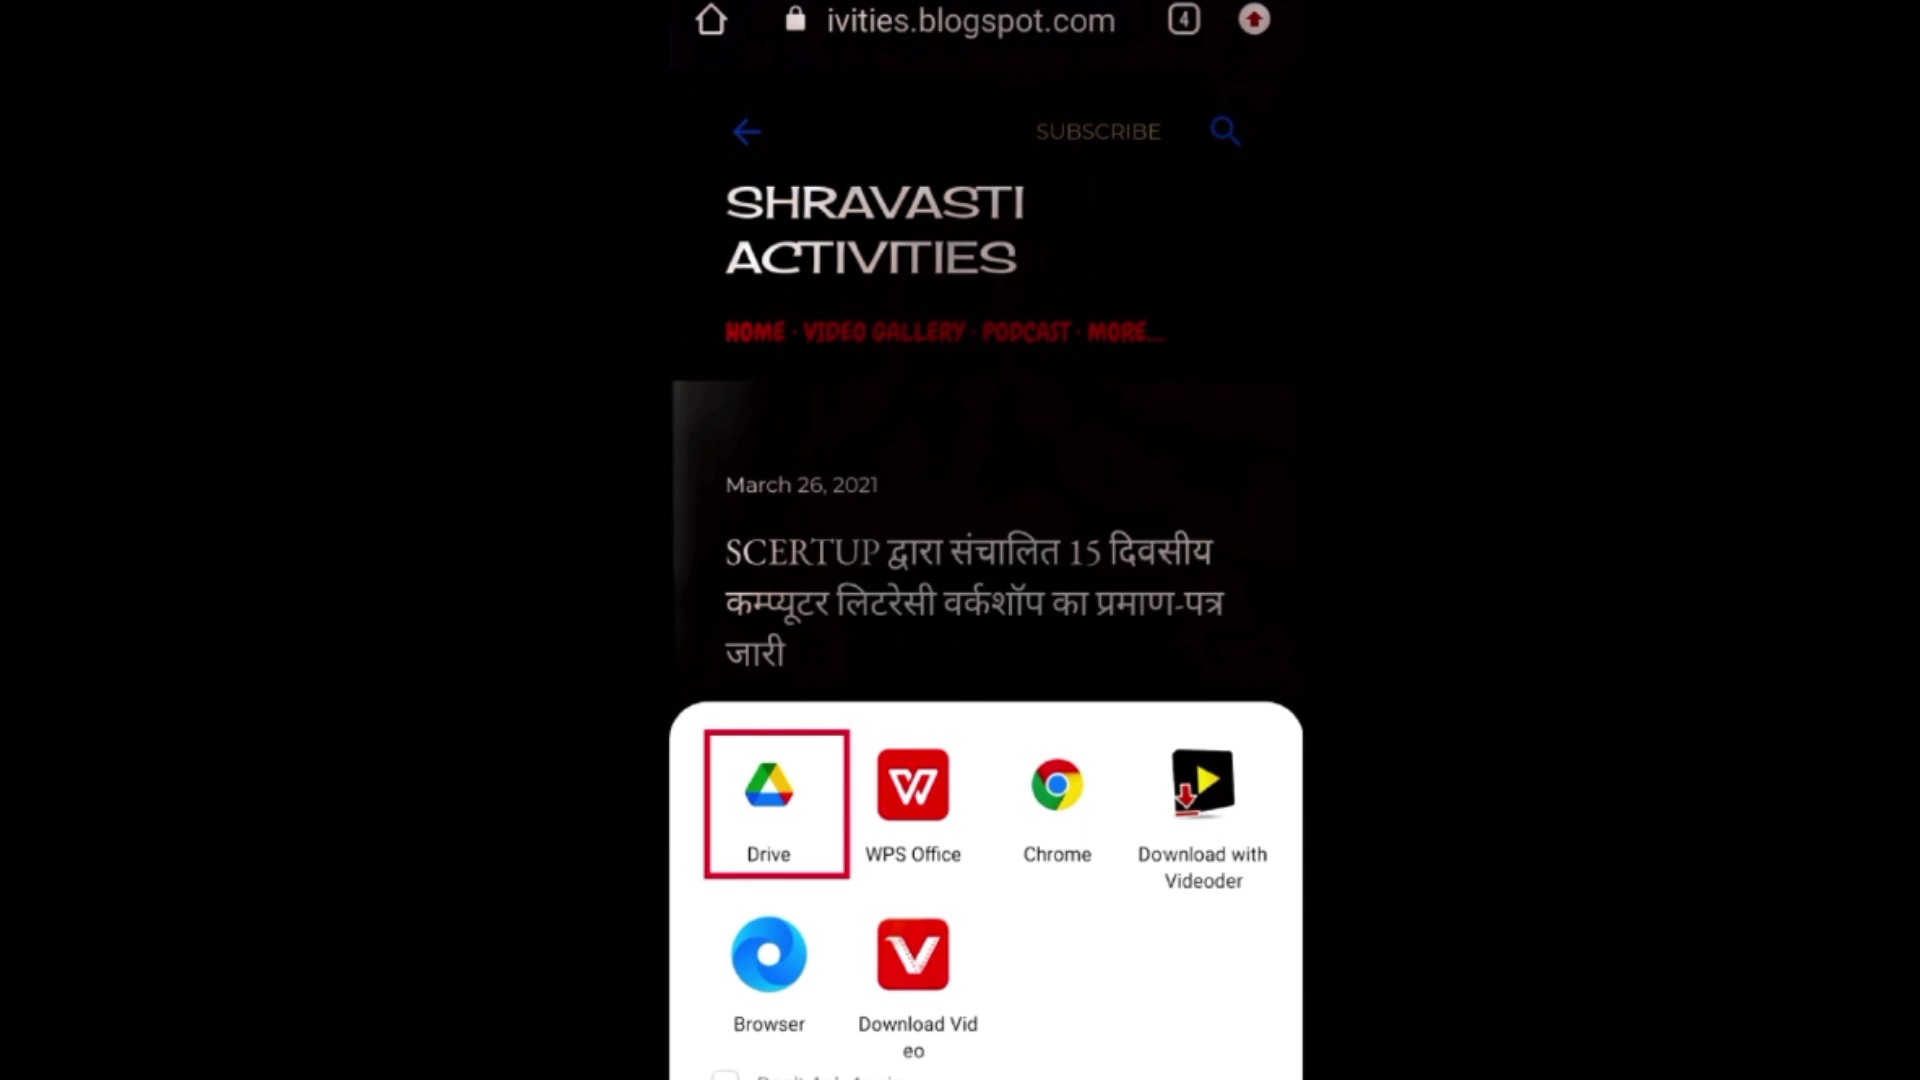 ivities.blogspot.com
4
SUBSCRIBE
SHRAVASTI
ACTIVITIES
HOME · VIDEO GALLERY · PODCAST · MORE...
March 26, 2021
SCERTUP द्वारा संचालित 15 दिवसीय
कम्प्यूटर लिटरेसी वर्कशॉप का प्रमाण-पत्र
जारी
Drive
WPS Office
Chrome
Download with
Videoder
Browser
Download Vid
eo